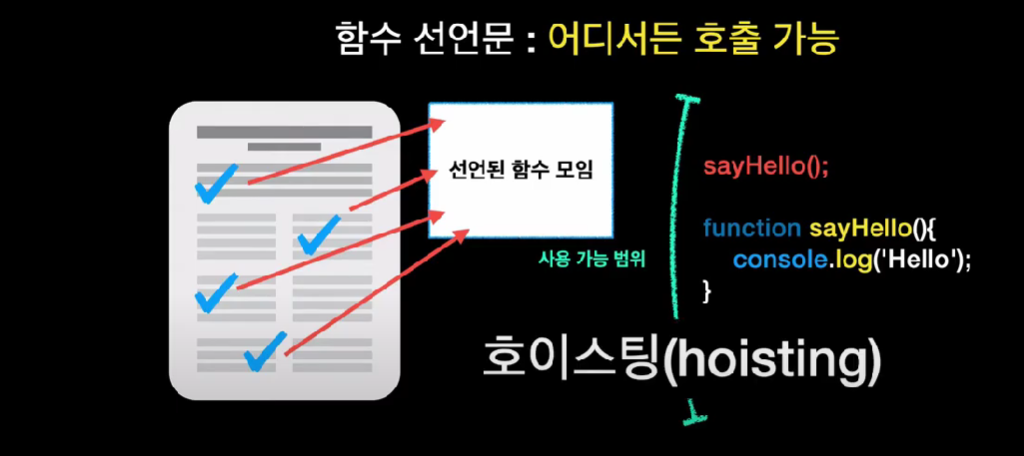 함수 선언문 : 어디서든 호출 가능
선언된 함수 모임
사용 가능 범위
sayHello();
function sayHello(){
console.log('Hello');
}
호이스팅(hoisting)